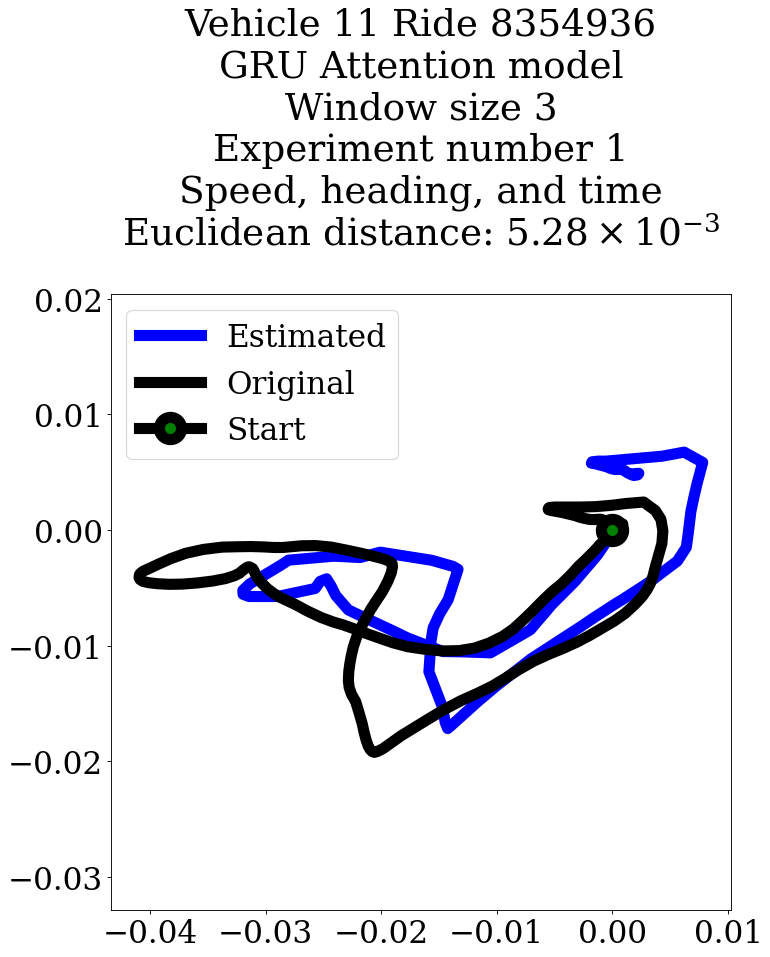 Vehicle 11 Ride 8354936
GRU Attention model
Window size 3
Experiment number 1
Speed, heading, and time
Euclidean distance: 5.28 × 10⁻³
0.02
Estimated
Original
0.01
Start
0.00
−0.01
−0.02
−0.03
−0.04 −0.03 −0.02 −0.01 0.00 0.01